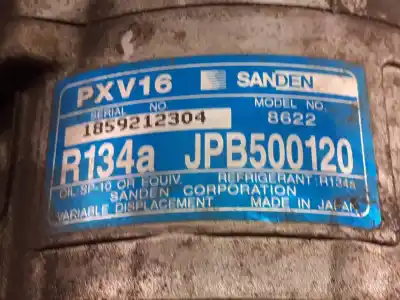 PXV16 SANDEN
SERIAL NO. MODEL NO.
1859212304 8622
R134a JPB500120
OIL:SP-10 OR EQUIV. REFRIGERANT:R134a
SANDEN CORPORATION
VARIABLE DISPLACEMENT MADE IN JAPAN